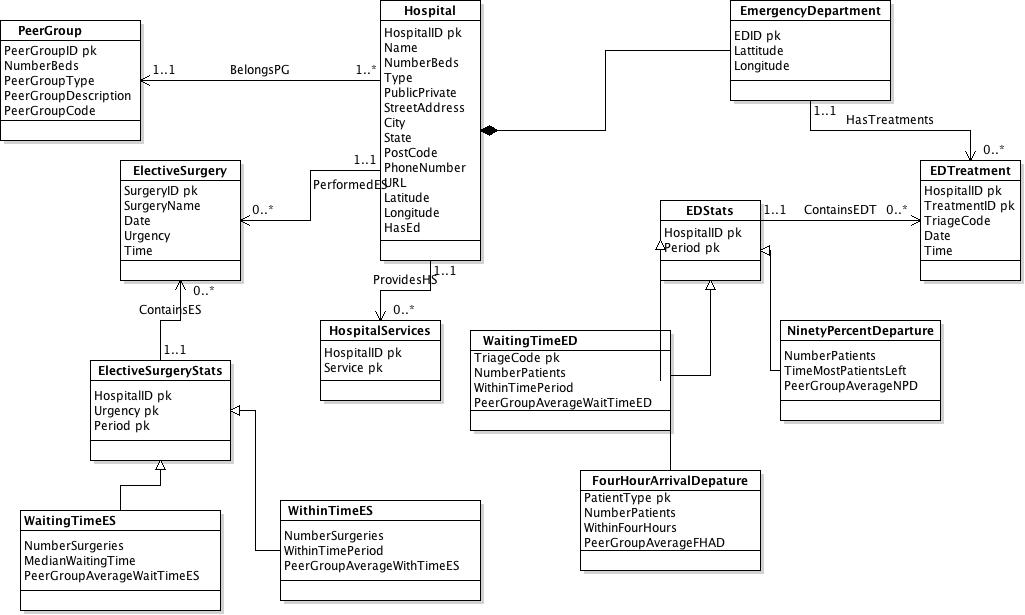 PeerGroup
PeerGroupID pk
NumberBeds
PeerGroupType
PeerGroupDescription
PeerGroupCode
1..1
BelongsPG
1..*
Hospital
HospitalID pk
Name
NumberBeds
Type
PublicPrivate
StreetAddress
City
State
PostCode
PhoneNumber
URL
Latitude
Longitude
HasEd
EmergencyDepartment
EDID pk
Lattitude
Longitude
1..1
HasTreatments
0..*
ElectiveSurgery
SurgeryID pk
SurgeryName
Date
Urgency
Time
1..1
PerformedES
0..*
EDTreatment
HospitalID pk
TreatmentID pk
TriageCode
Date
Time
EDStats
HospitalID pk
Period pk
1..1
ContainsEDT
0..*
1..1
ProvidesHS
0..*
HospitalServices
HospitalID pk
Service pk
0..*
ContainsES
1..1
ElectiveSurgeryStats
HospitalID pk
Urgency pk
Period pk
WaitingTimeED
TriageCode pk
NumberPatients
WithinTimePeriod
PeerGroupAverageWaitTimeED
NinetyPercentDeparture
NumberPatients
TimeMostPatientsLeft
PeerGroupAverageNPD
FourHourArrivalDepature
PatientType pk
NumberPatients
WithinFourHours
PeerGroupAverageFHAD
WaitingTimeES
NumberSurgeries
MedianWaitingTime
PeerGroupAverageWaitTimeES
WithinTimeES
NumberSurgeries
WithinTimePeriod
PeerGroupAverageWithTimeES